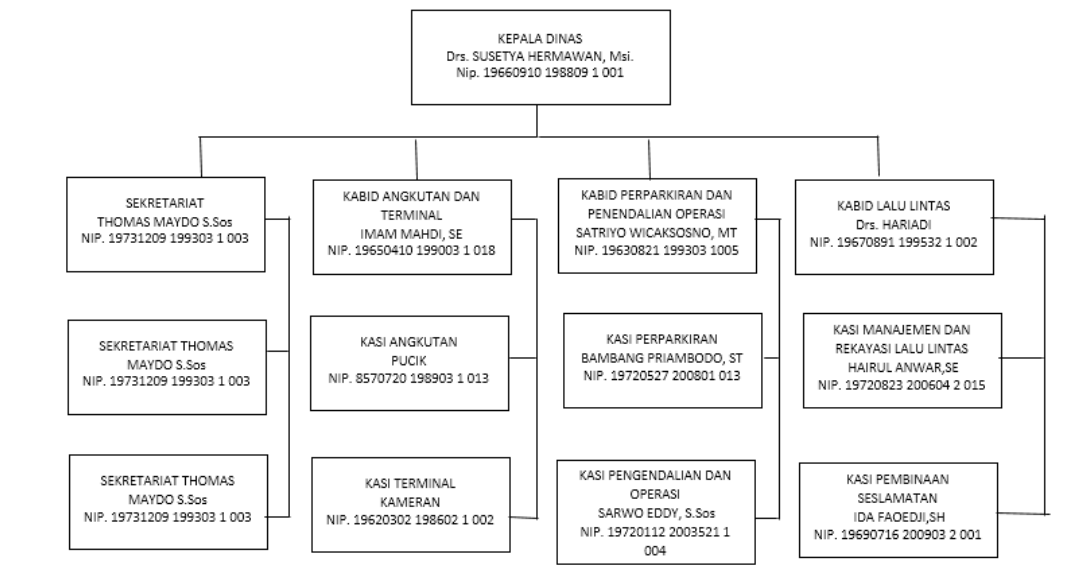 KEPALA DINAS
Drs. SUSETYA HERMAWAN, Msi.
Nip. 19660910 198809 1 001
SEKRETARIAT
THOMAS MAYDO S.Sos
NIP. 19731209 199303 1 003
KABID ANGKUTAN DAN
TERMINAL
IMAM MAHDI, SE
NIP. 19650410 199003 1 018
KABID PERPARKIRAN DAN
PENENDALIAN OPERASI
SATRIYO WICAKSOSNO, MT
NIP. 19630821 199303 1005
KABID LALU LINTAS
Drs. HARIADI
NIP. 19670891 199532 1 002
SEKRETARIAT THOMAS
MAYDO S.Sos
NIP. 19731209 199303 1 003
KASI ANGKUTAN
PUCIK
NIP. 8570720 198903 1 013
KASI PERPARKIRAN
BAMBANG PRIAMBODO, ST
NIP. 19720527 200801 013
KASI MANAJEMEN DAN
REKAYASI LALU LINTAS
HAIRUL ANWAR,SE
NIP. 19720823 200604 2 015
SEKRETARIAT THOMAS
MAYDO S.Sos
NIP. 19731209 199303 1 003
KASI TERMINAL
KAMERAN
NIP. 19620302 198602 1 002
KASI PENGENDALIAN DAN
OPERASI
SARWO EDDY, S.Sos
NIP. 19720112 2003521 1
004
KASI PEMBINAAN
SESLAMATAN
IDA FAOEDJI,SH
NIP. 19690716 200903 2 001